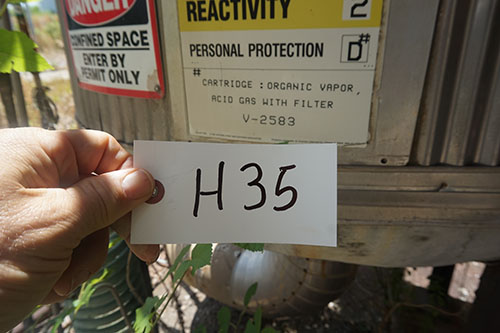 DANGER
CONFINED SPACE
ENTER BY
PERMIT ONLY
REACTIVITY 2
PERSONAL PROTECTION D#
# CARTRIDGE : ORGANIC VAPOR,
ACID GAS WITH FILTER
V-2583
H35